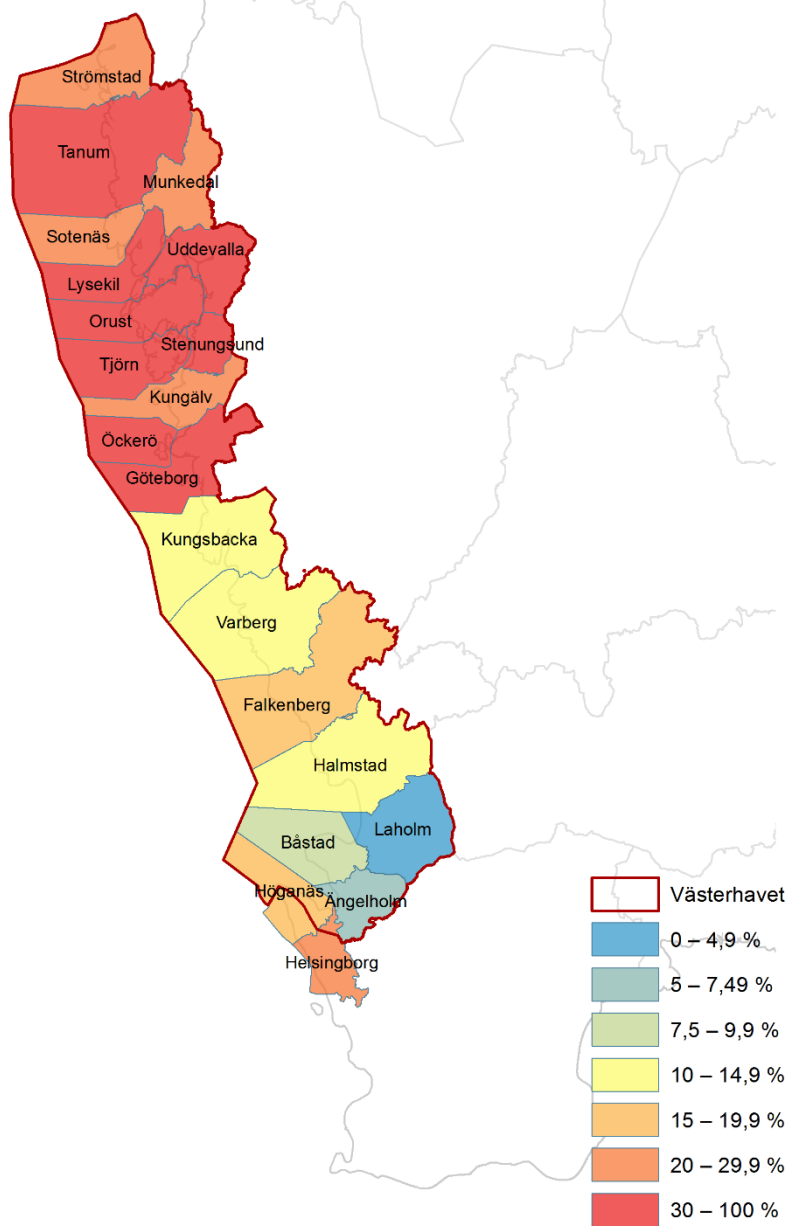 Strömstad
Tanum
Munkedal
Sotenäs
Uddevalla
Lysekil
Orust
Stenungsund
Tjörn
Kungälv
Öckerö
Göteborg
Kungsbacka
Varberg
Falkenberg
Halmstad
Laholm
Båstad
Höganäs
Ängelholm
Helsingborg
Västerhavet
0 – 4,9 %
5 – 7,49 %
7,5 – 9,9 %
10 – 14,9 %
15 – 19,9 %
20 – 29,9 %
30 – 100 %